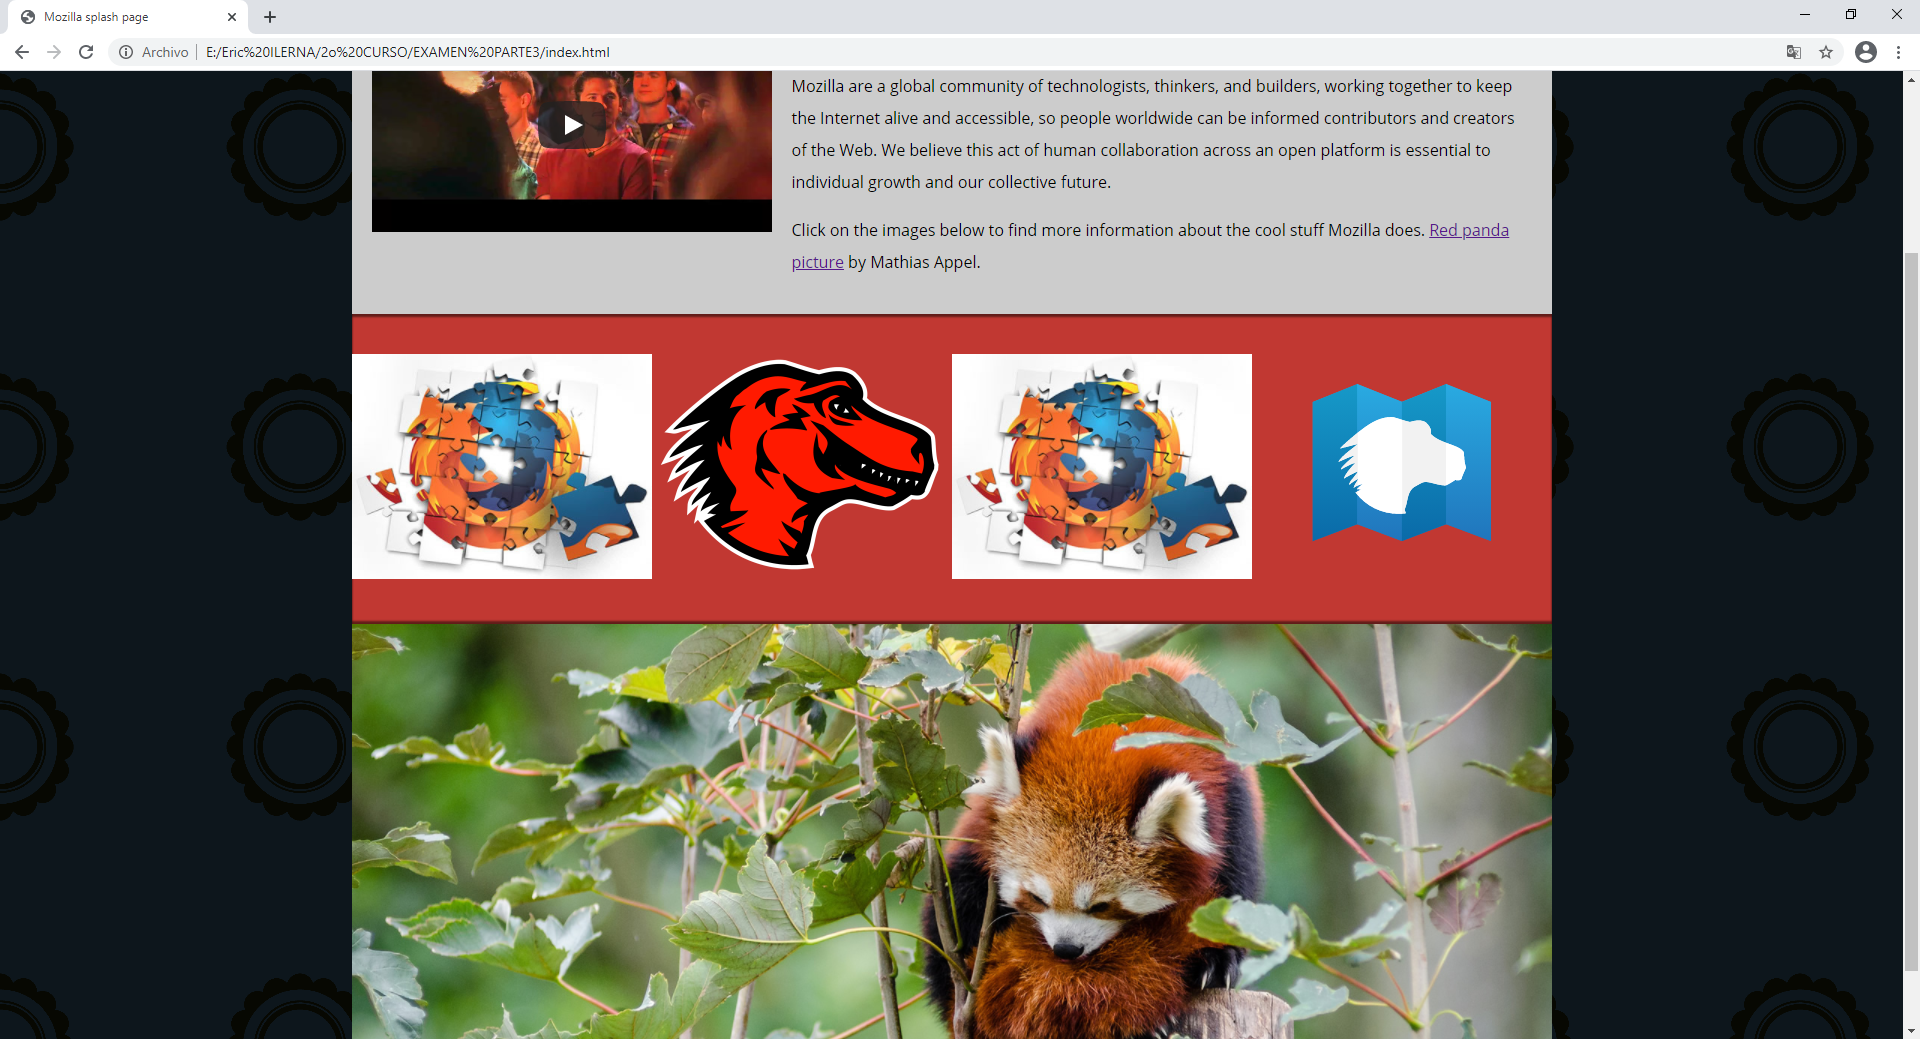 Mozilla splash page
Archivo
E:/Eric%20ILERNA/2o%20CURSO/EXAMEN%20PARTE3/index.html
Mozilla are a global community of technologists, thinkers, and builders, working together to keep
the Internet alive and accessible, so people worldwide can be informed contributors and creators
of the Web. We believe this act of human collaboration across an open platform is essential to
individual growth and our collective future.
Click on the images below to find more information about the cool stuff Mozilla does. Red panda
picture by Mathias Appel.